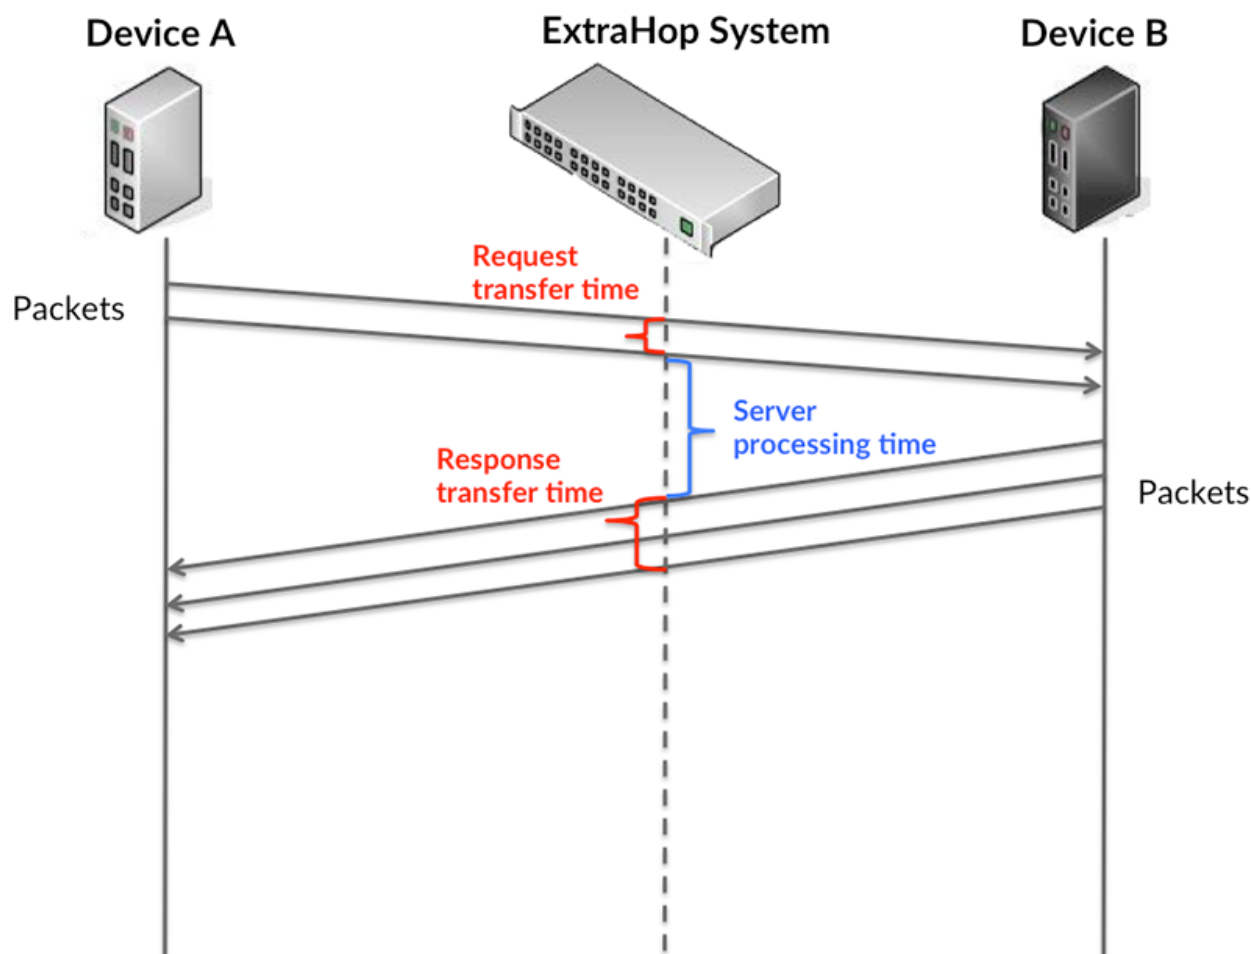 Device A
ExtraHop System
Device B
Request
transfer time
Packets
Server
processing time
Response
transfer time
Packets